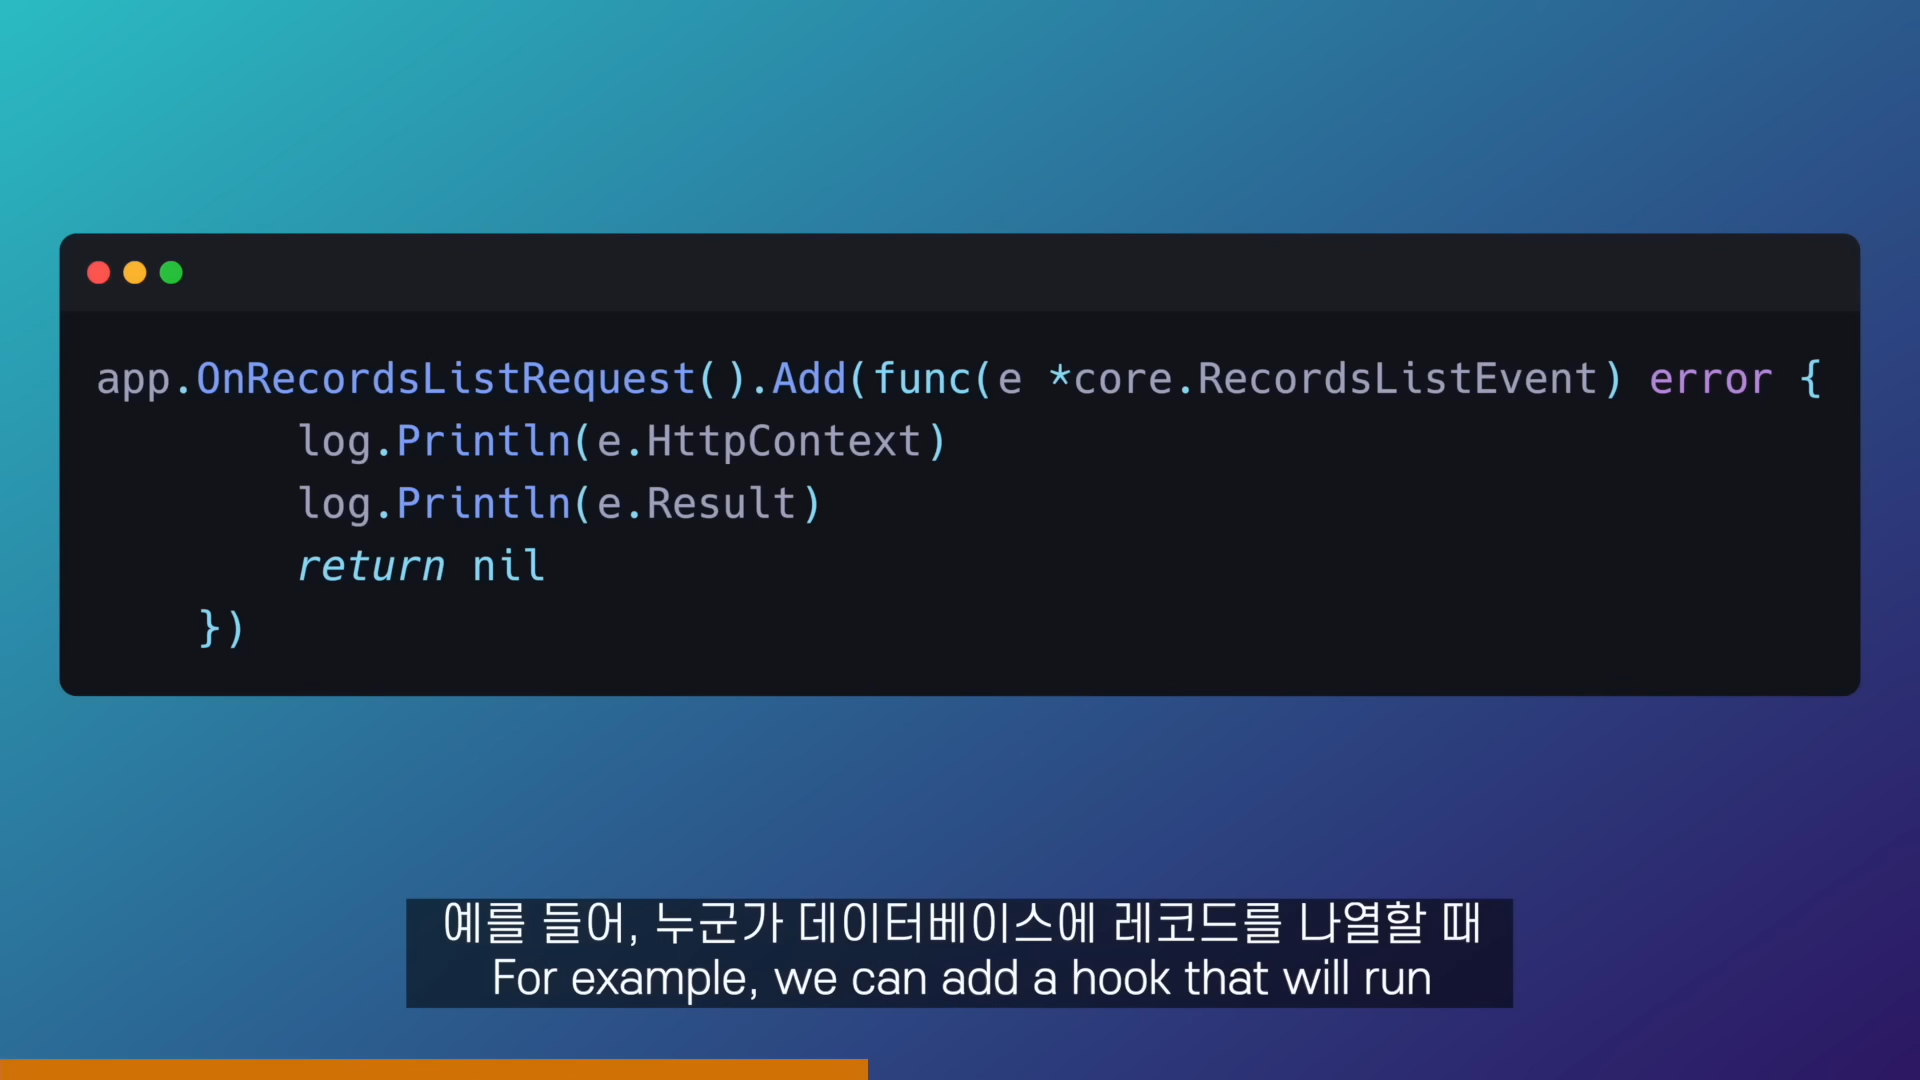 app.OnRecordsListRequest().Add(func(e *core.RecordsListEvent) error {
log.Println(e.HttpContext)
log.Println(e.Result)
return nil
})
예를 들어, 누군가 데이터베이스에 레코드를 나열할 때
For example, we can add a hook that will run